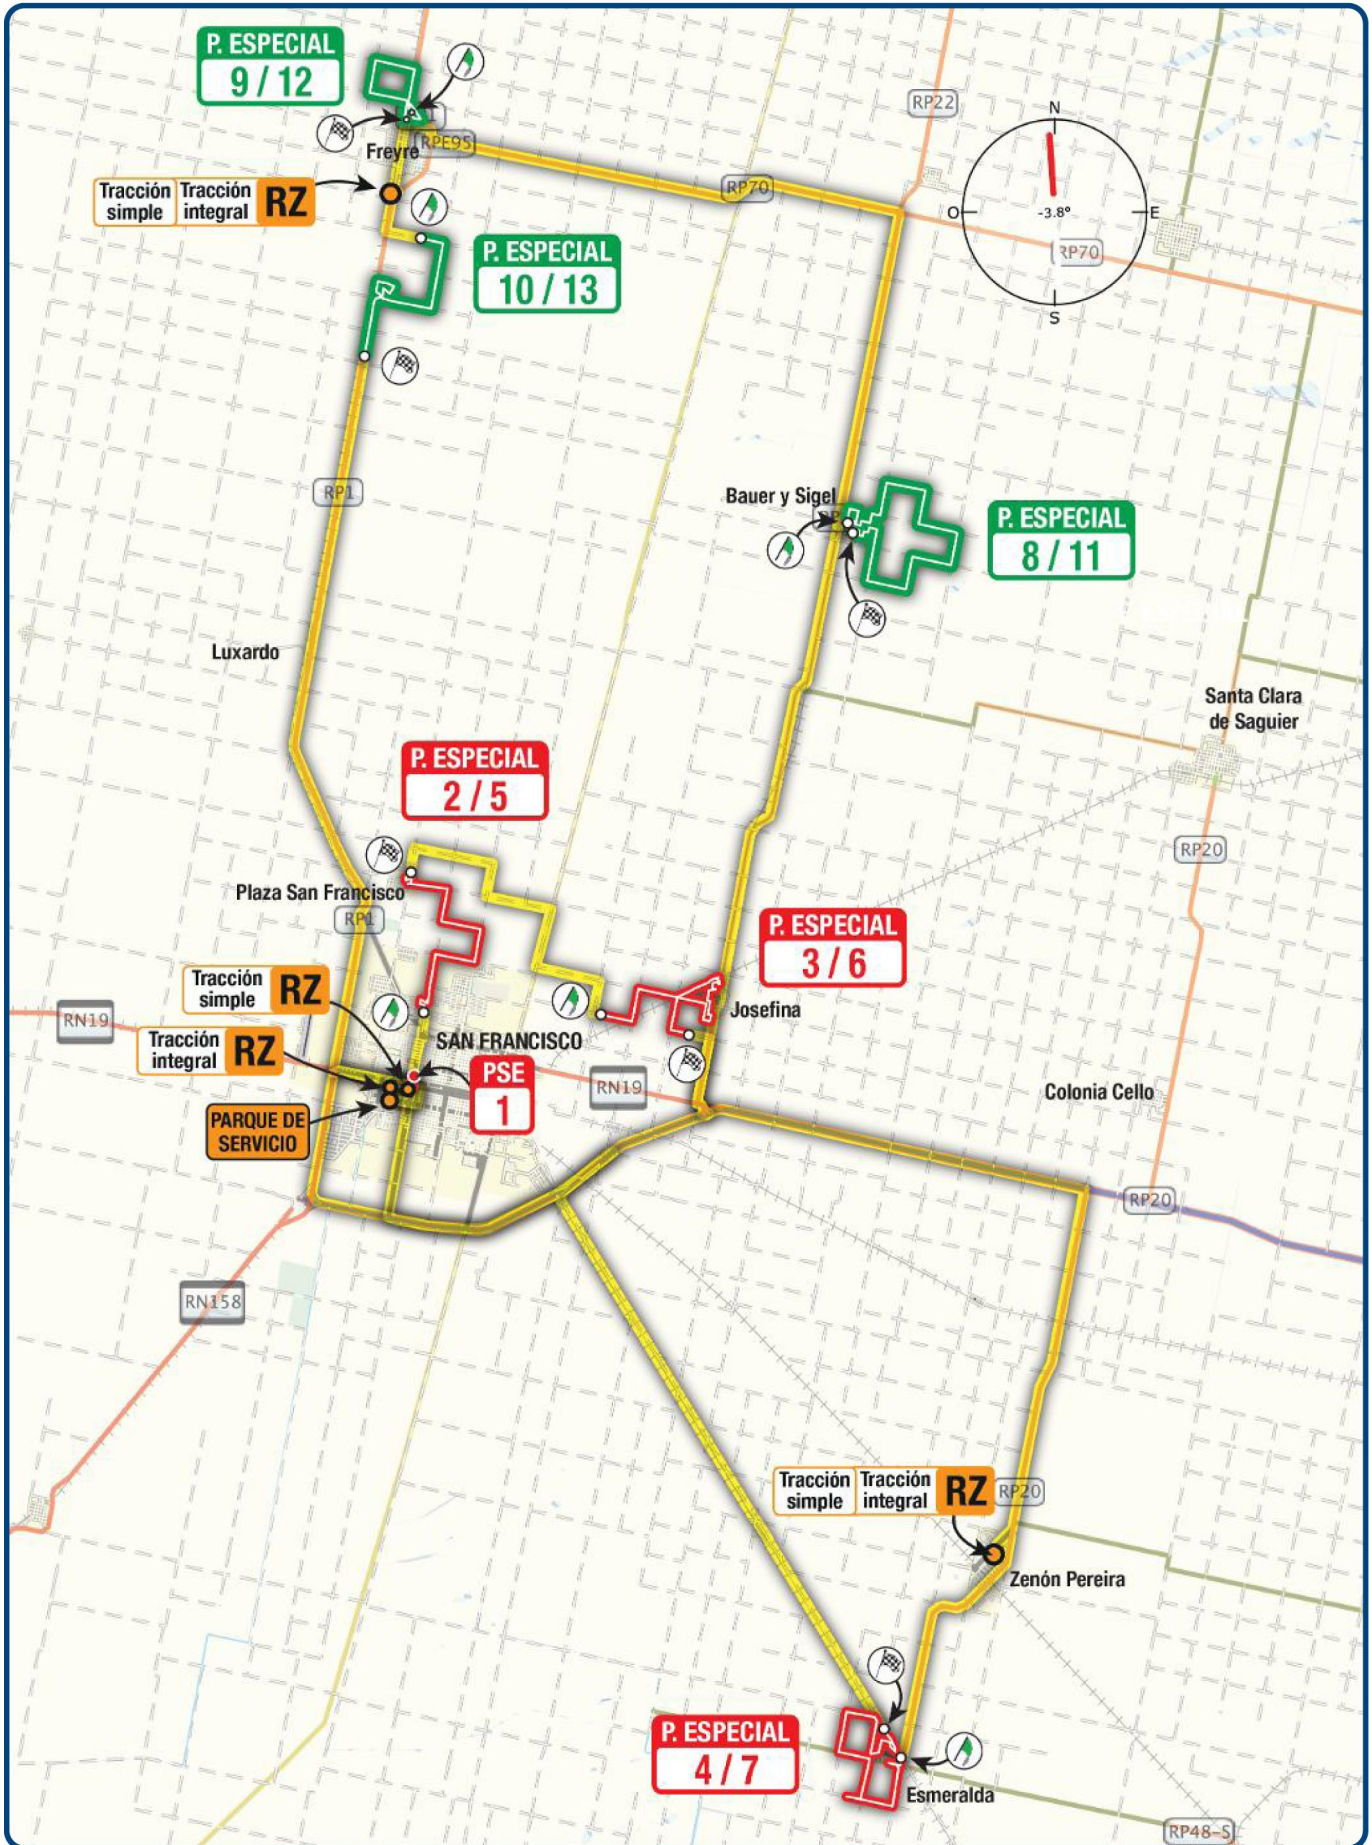 P. ESPECIAL
9 / 12
RP22
N
RPE95
Freyre
Tracción
simple
Tracción
integral
RZ
RP70
O
E
-3.8°
RP70
S
P. ESPECIAL
10 / 13
RP1
Bauer y Sigel
P. ESPECIAL
8 / 11
Luxardo
Santa Clara
de Saguier
P. ESPECIAL
2 / 5
RP20
Plaza San Francisco
RP1
P. ESPECIAL
3 / 6
Tracción
simple
RZ
Josefina
RN19
SAN FRANCISCO
Tracción
integral
RZ
PSE
1
RN19
Colonia Cello
PARQUE DE
SERVICIO
RP20
RN158
Tracción
simple
Tracción
integral
RZ
RP20
Zenón Pereira
P. ESPECIAL
4 / 7
Esmeralda
RP48-S